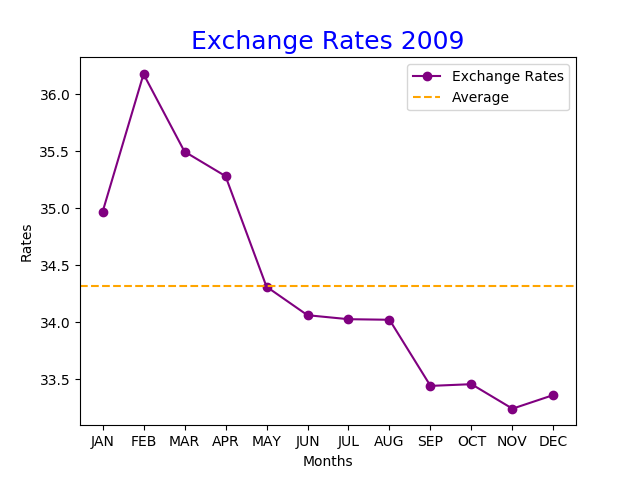 Exchange Rates 2009
Exchange Rates
Average
Rates
36.0
35.5
35.0
34.5
34.0
33.5
JAN FEB MAR APR MAY JUN JUL AUG SEP OCT NOV DEC
Months